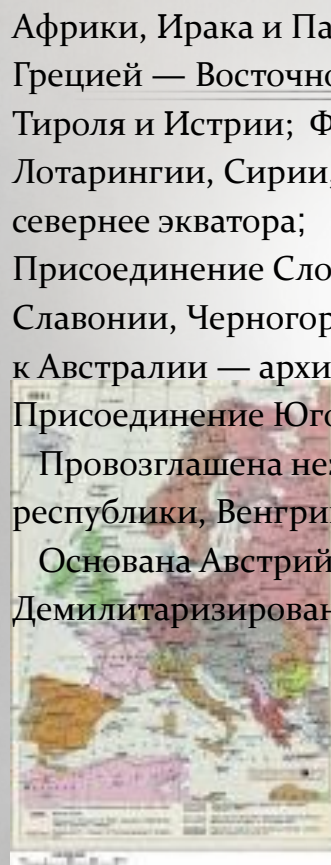 Африки, Ирака и Па
Грецией — Восточно
Тироля и Истрии; Ф
Лотарингии, Сирии,
севернее экватора;
Присоединение Сло
Славонии, Черногор
к Австралии — архи
Присоединение Юго
Провозглашена не
республики, Венгри
Основана Австрий
Демилитаризирован